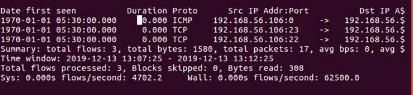 Date first seen Duration Proto Src IP Addr:Port Dst IP A$
1970-01-01 05:30:00.000 0.000 ICMP 192.168.56.106:0 -> 192.168.56.$
1970-01-01 05:30:00.000 0.000 TCP 192.168.56.106:23 -> 192.168.56.$
1970-01-01 05:30:00.000 0.000 TCP 192.168.56.106:22 -> 192.168.56.$
Summary: total flows: 3, total bytes: 1580, total packets: 17, avg bps: 0, avg $
Time window: 2019-12-13 13:07:25 - 2019-12-13 13:12:25
Total flows processed: 3, Blocks skipped: 0, Bytes read: 308
Sys: 0.000s flows/second: 4702.2 Wall: 0.000s flows/second: 62500.0